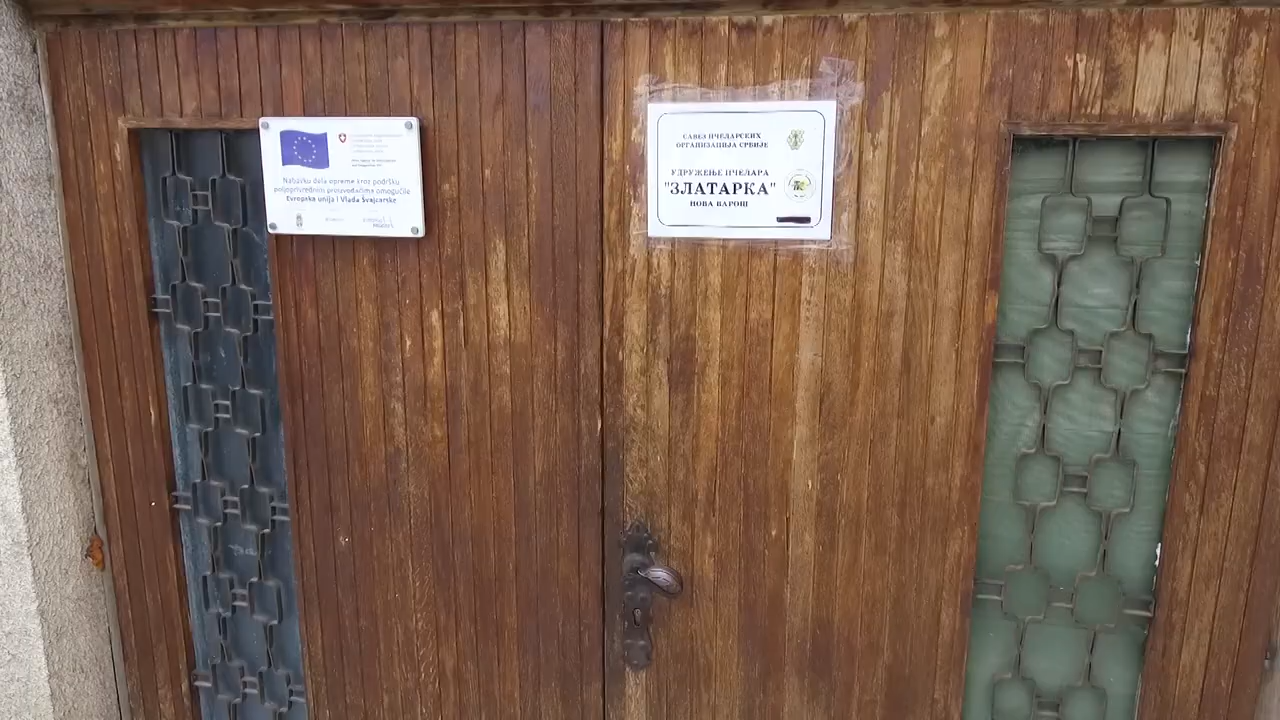 Nabavku dela opreme kroz podršku
poljoprivrednim proizvođačima omogućile
Evropska unija i Vlada Švajcarske
САВЕЗ ПЧЕЛАРСКИХ
ОРГАНИЗАЦИЈА СРБИЈЕ
УДРУЖЕЊЕ ПЧЕЛАРА
"ЗЛАТАРКА"
НОВА ВАРОШ